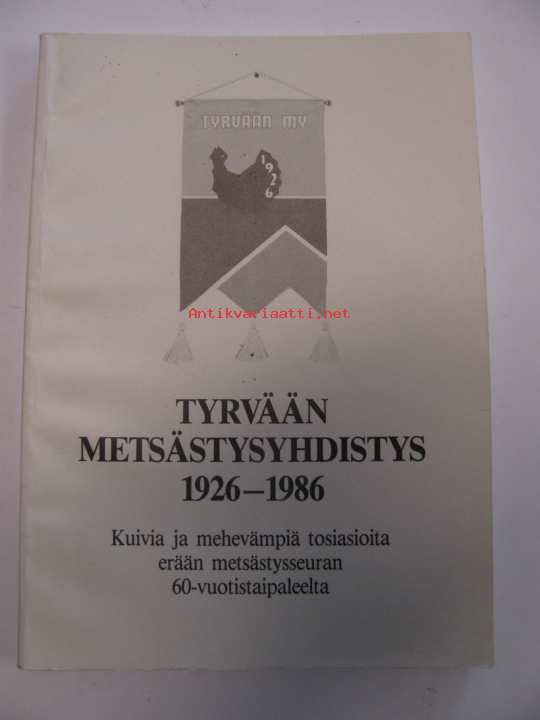 TYRVÄÄN MY
1926
Antikvariaatti.net
TYRVÄÄN
METSÄSTYSYHDISTYS
1926–1986
Kuivia ja mehevämpiä tosiasioita
erään metsästysseuran
60-vuotistaipaleelta